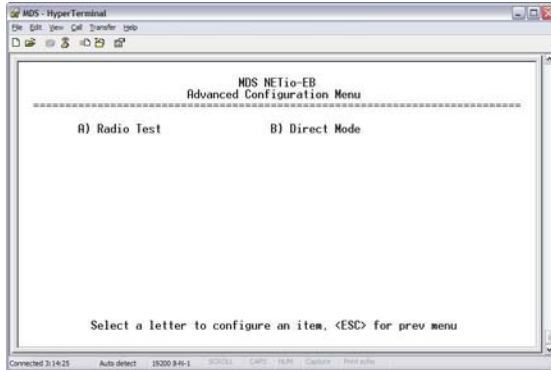 MDS - HyperTerminal
File Edit View Call Transfer Help
MDS NETio-EB
Advanced Configuration Menu
==========================================================================
A) Radio Test B) Direct Mode
Select a letter to configure an item, <ESC> for prev menu
Connected 3:14:25 Auto detect 19200 8-N-1 SCROLL CAPS NUM Capture Print echo